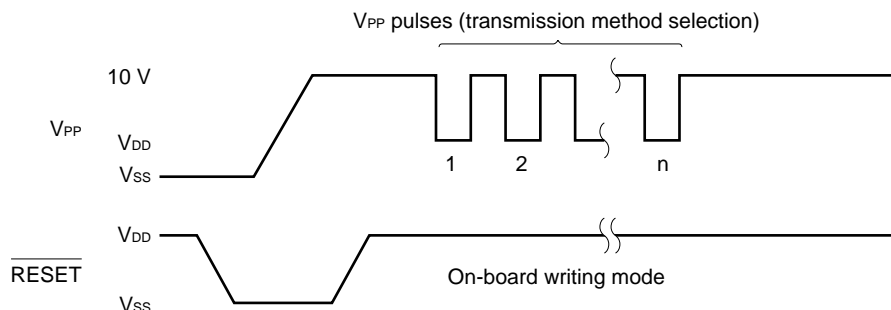 VPP pulses (transmission method selection)
10 V
VPP
VDD
VSS
1 2 n
VDD
RESET
On-board writing mode
VSS